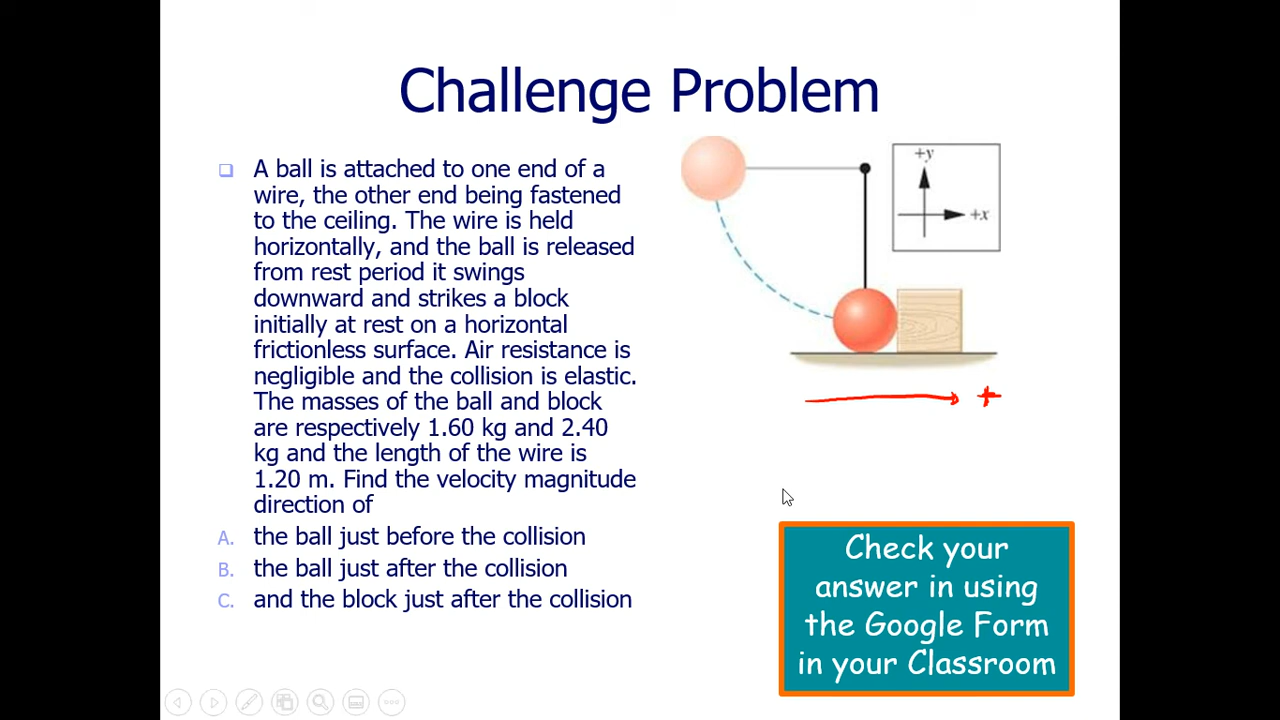 Challenge Problem
A ball is attached to one end of a
wire, the other end being fastened
to the ceiling. The wire is held
horizontally, and the ball is released
from rest period it swings
downward and strikes a block
initially at rest on a horizontal
frictionless surface. Air resistance is
negligible and the collision is elastic.
The masses of the ball and block
are respectively 1.60 kg and 2.40
kg and the length of the wire is
1.20 m. Find the velocity magnitude
direction of
A. the ball just before the collision
B. the ball just after the collision
C. and the block just after the collision
+y
+x
+
Check your
answer in using
the Google Form
in your Classroom